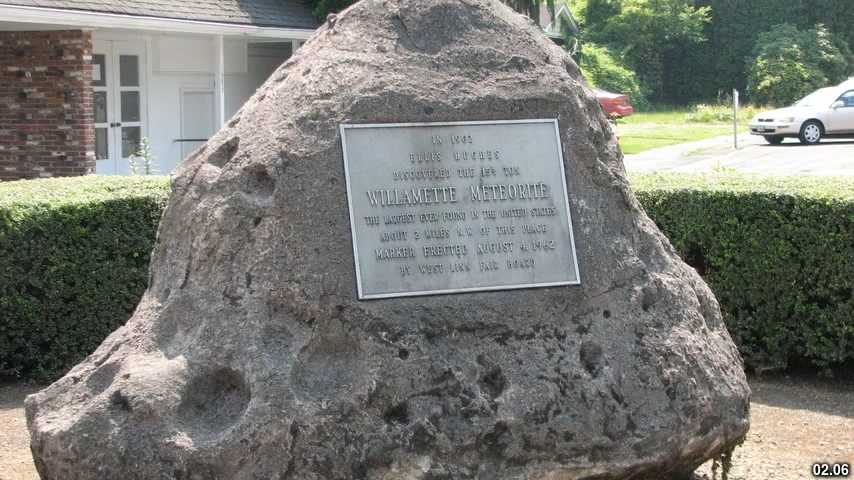 IN 1902
ELLIS HUGHES
DISCOVERED THE 15½ TON
WILLAMETTE METEORITE
THE LARGEST EVER FOUND IN THE UNITED STATES
ABOUT 2 MILES N.W. OF THIS PLACE
MARKER ERECTED AUGUST 4, 1962
BY WEST LINN FAIR BOARD
02.06